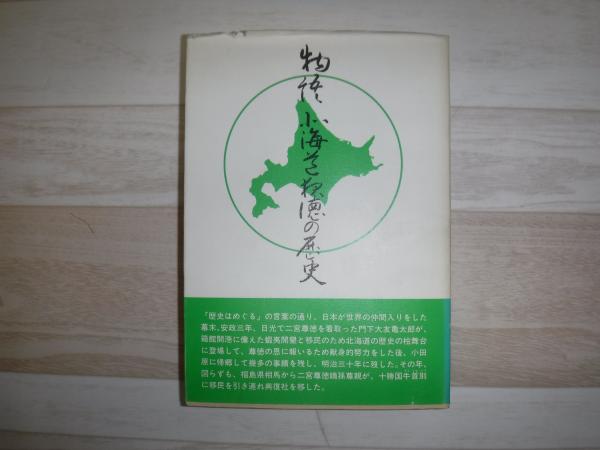 物語北海道報徳の歴史
「歴史はめぐる」の言葉の通り、日本が世界の仲間入りをした
幕末、安政三年、日光で二宮尊徳を看取った門下大友亀太郎が、
箱館開港に備えた蝦夷開墾と移民のため北海道の歴史の桧舞台
に登場して、尊徳の恩に報いるため献身的努力をした後、小田
原に帰郷して幾多の事績を残し、明治三十年に歿した。その年、
図らずも、福島県相馬から二宮尊徳嫡孫尊親が、十勝国牛首別
に移民を引き連れ興復社を移した。